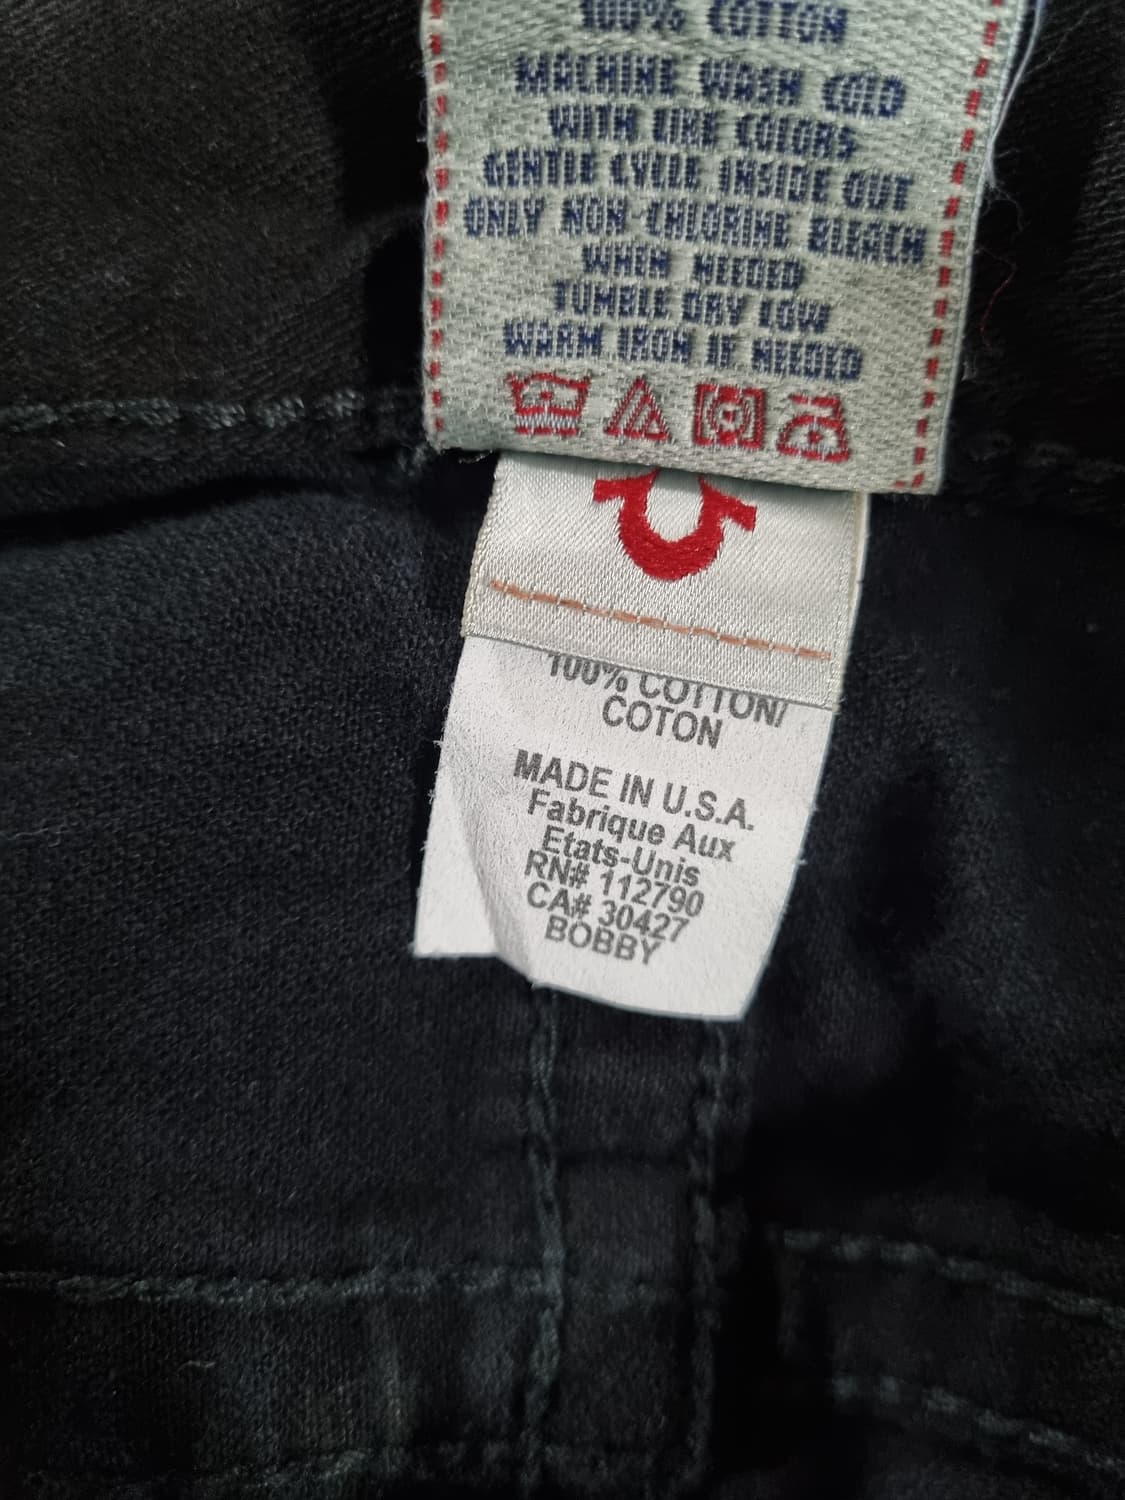 100% COTTON
MACHINE WASH COLD
WITH LIKE COLORS
GENTLE CYCLE INSIDE OUT
ONLY NON-CHLORINE BLEACH
WHEN NEEDED
TUMBLE DRY LOW
WARM IRON IF NEEDED
100% COTTON/
COTON
MADE IN U.S.A.
Fabrique Aux
Etats-Unis
RN# 112790
CA# 30427
BOBBY